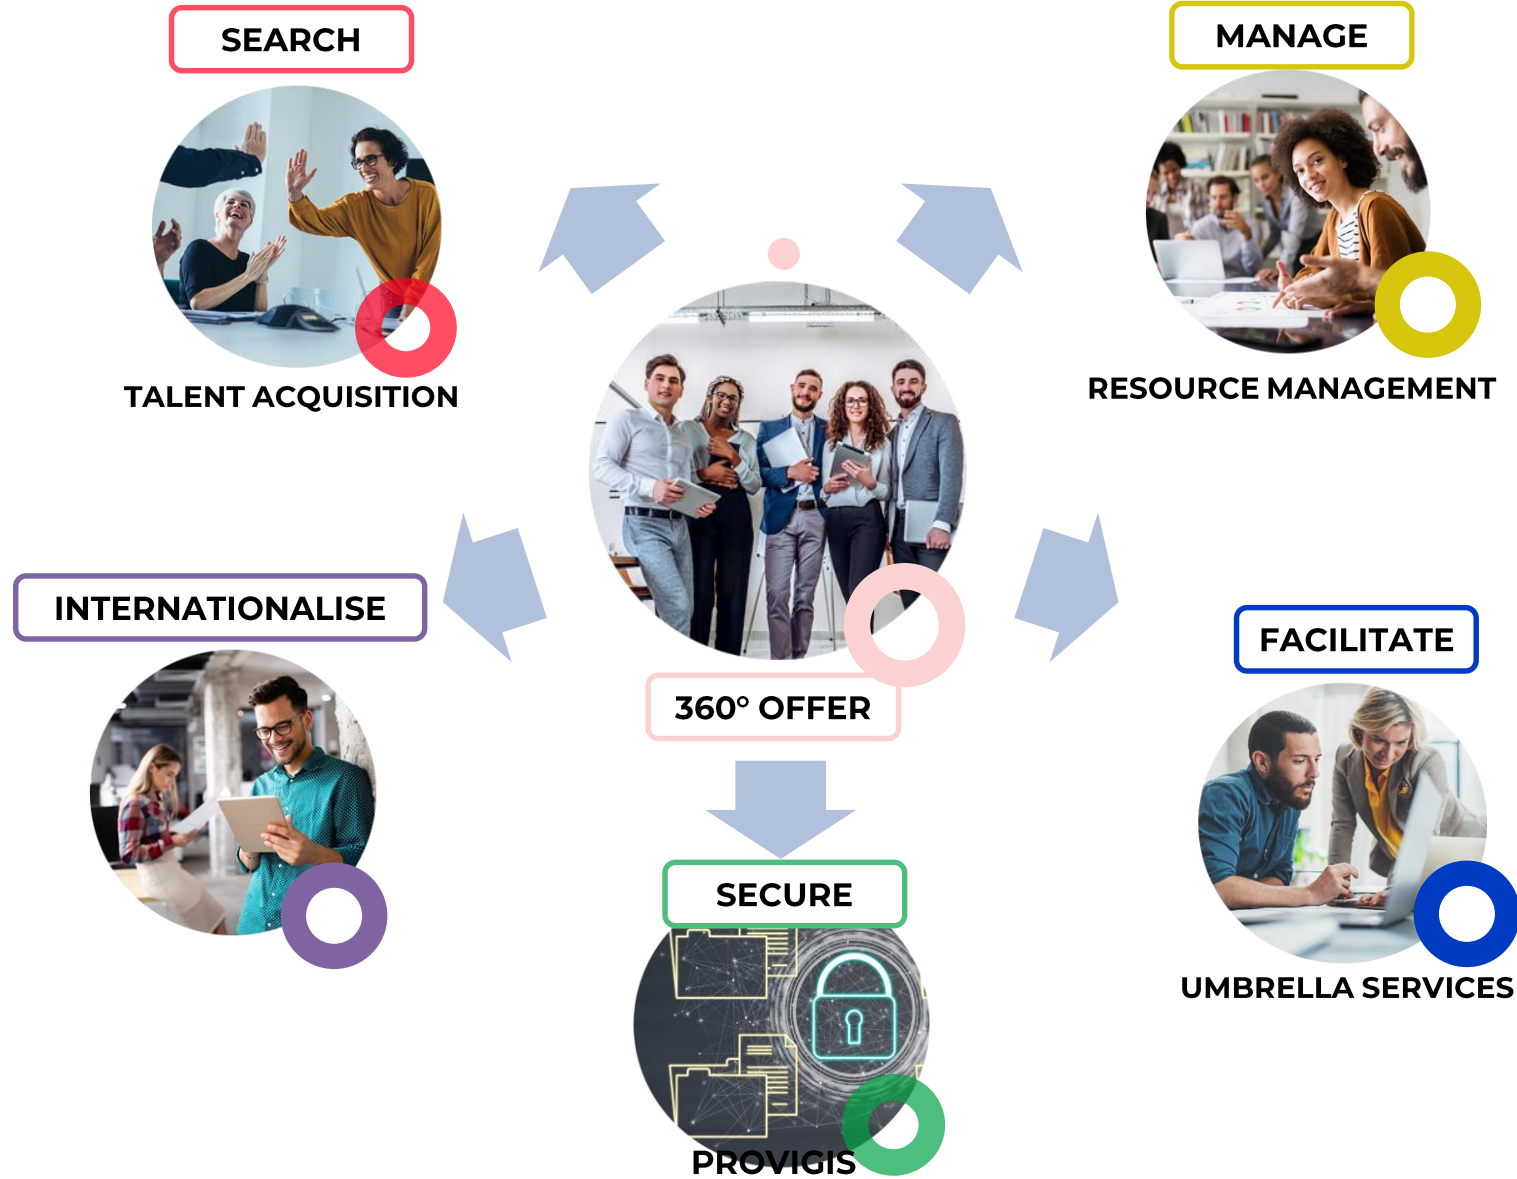 SEARCH
TALENT ACQUISITION
MANAGE
RESOURCE MANAGEMENT
INTERNATIONALISE
360° OFFER
FACILITATE
UMBRELLA SERVICES
SECURE
PROVIGIS